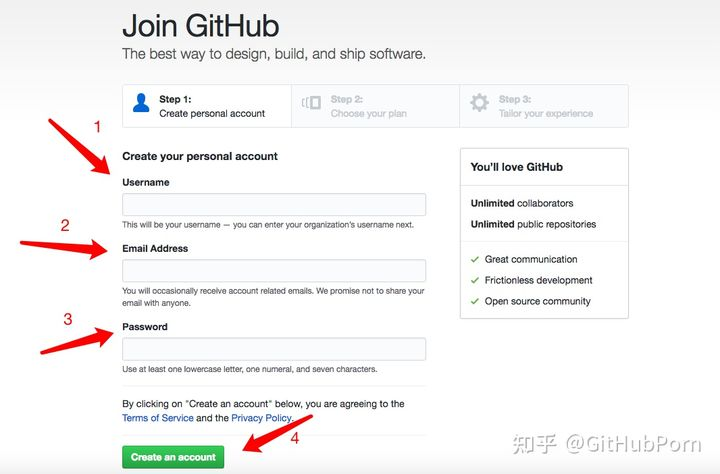 Join GitHub
The best way to design, build, and ship software.
Step 1:
Create personal account
Step 2:
Choose your plan
Step 3:
Tailor your experience
1
Create your personal account
Username
This will be your username — you can enter your organization's username next.
2
Email Address
You will occasionally receive account related emails. We promise not to share your
email with anyone.
3
Password
Use at least one lowercase letter, one numeral, and seven characters.
By clicking on "Create an account" below, you are agreeing to the
Terms of Service and the Privacy Policy.
4
Create an account
You'll love GitHub
Unlimited collaborators
Unlimited public repositories
Great communication
Frictionless development
Open source community
知乎 @GitHubPorn